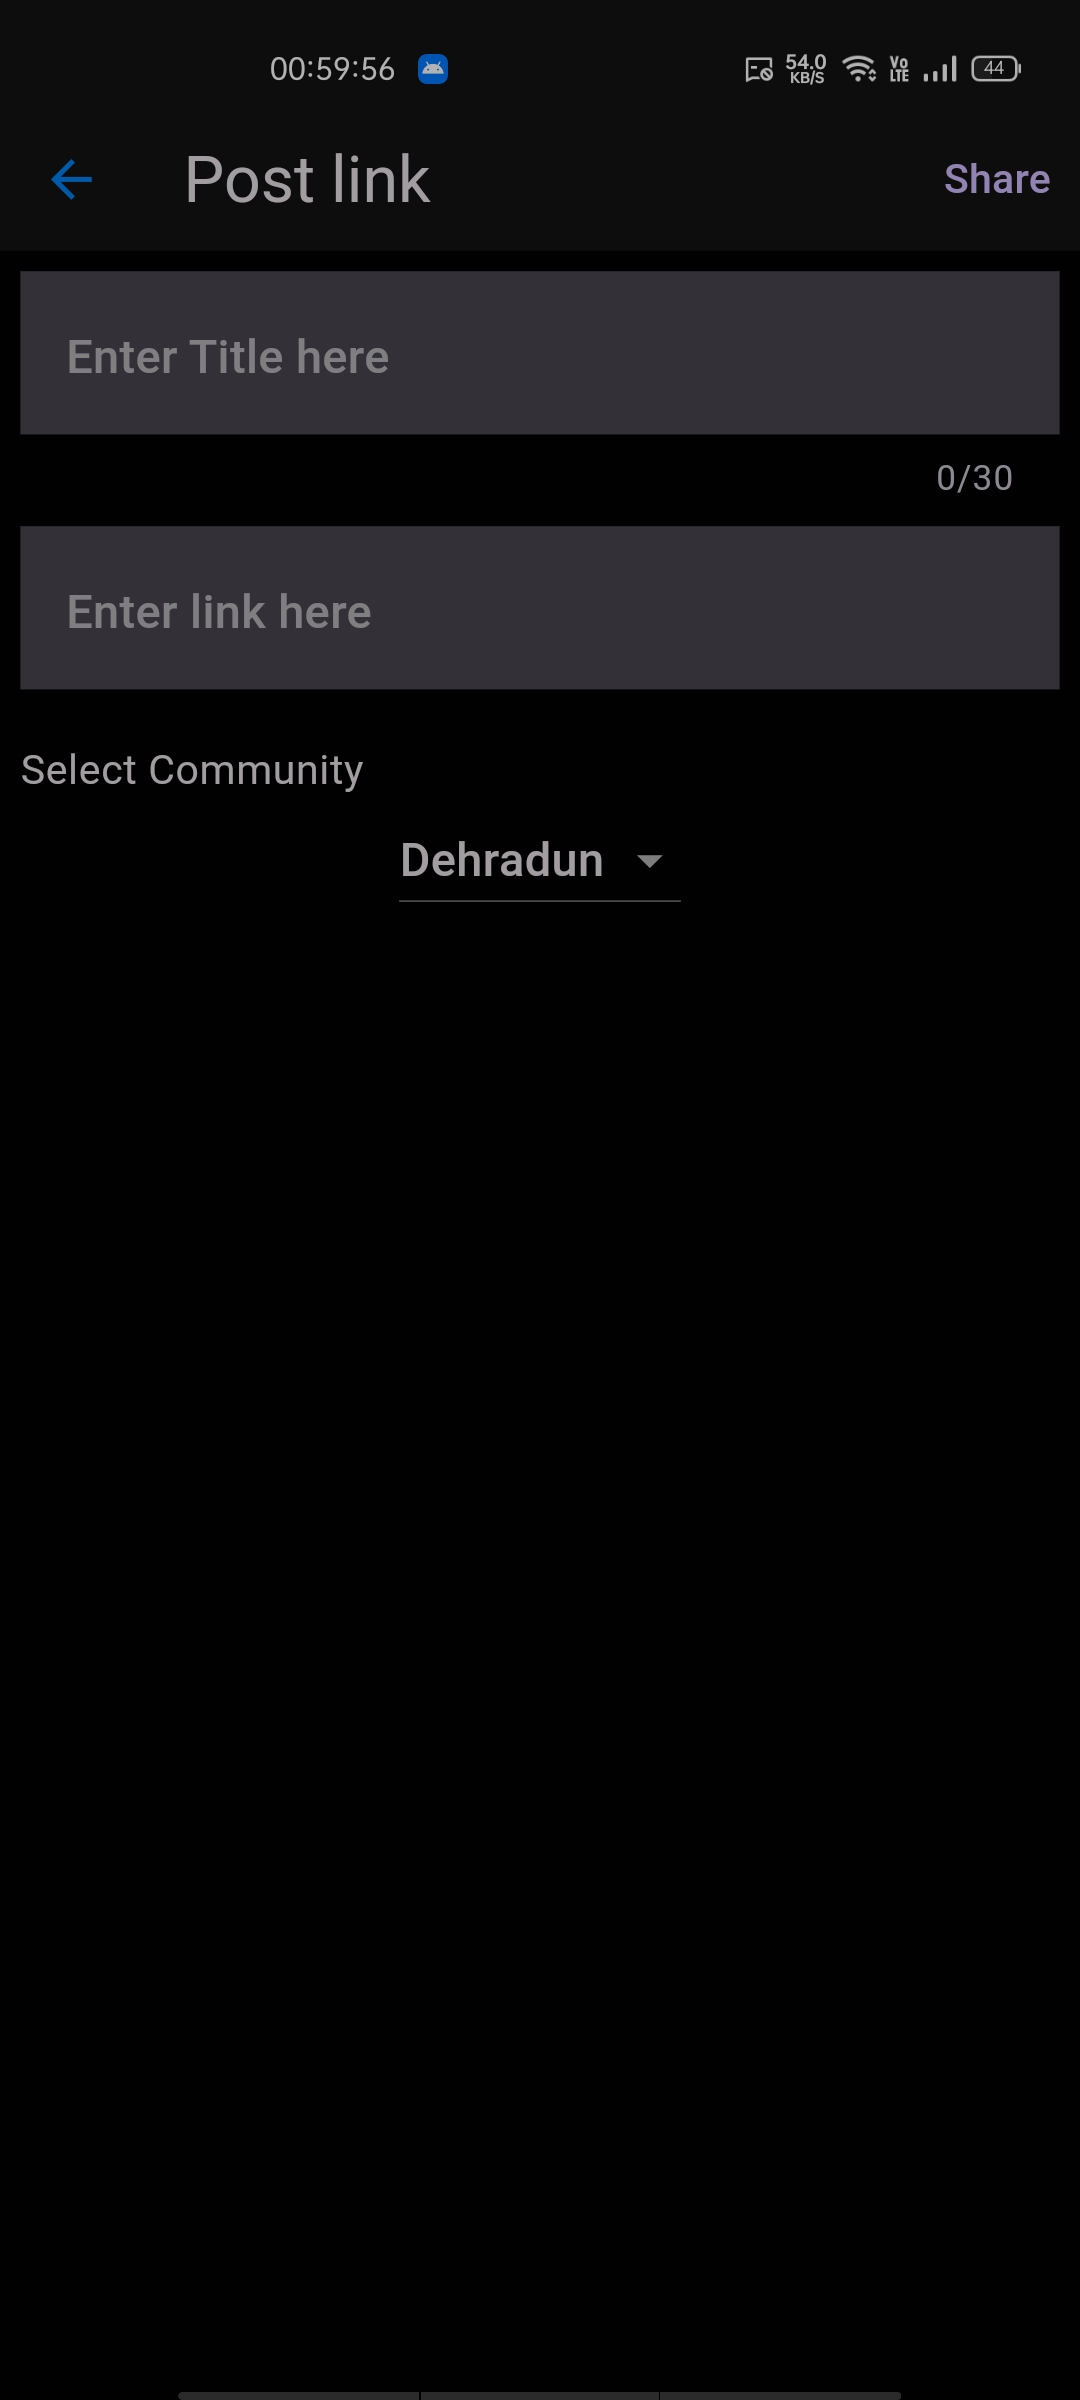 00:59:56 54.0 KB/S Vo LTE 44
Post link Share
Enter Title here
0/30
Enter link here
Select Community
Dehradun